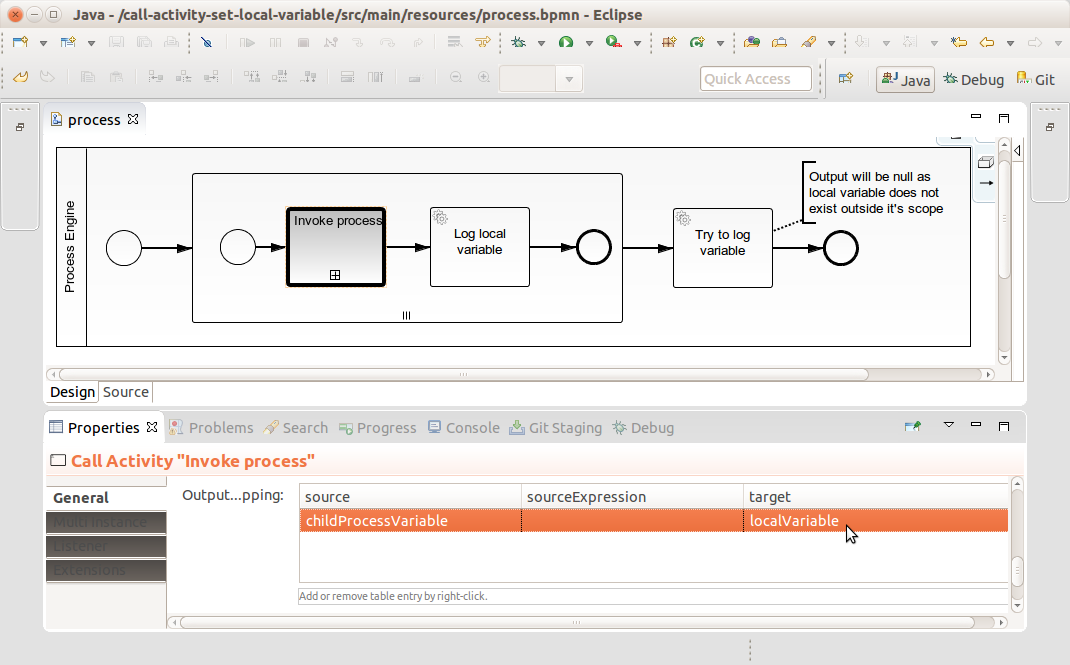 Java - /call-activity-set-local-variable/src/main/resources/process.bpmn - Eclipse
Quick Access
Java
Debug
Git
process
Process Engine
Invoke process
Log local
variable
Try to log
variable
Output will be null as
local variable does not
exist outside it's scope
Design
Source
Properties
Problems
Search
Progress
Console
Git Staging
Debug
Call Activity "Invoke process"
General
Multi Instance
Listener
Extensions
Output...pping:
source
sourceExpression
target
childProcessVariable
localVariable
Add or remove table entry by right-click.